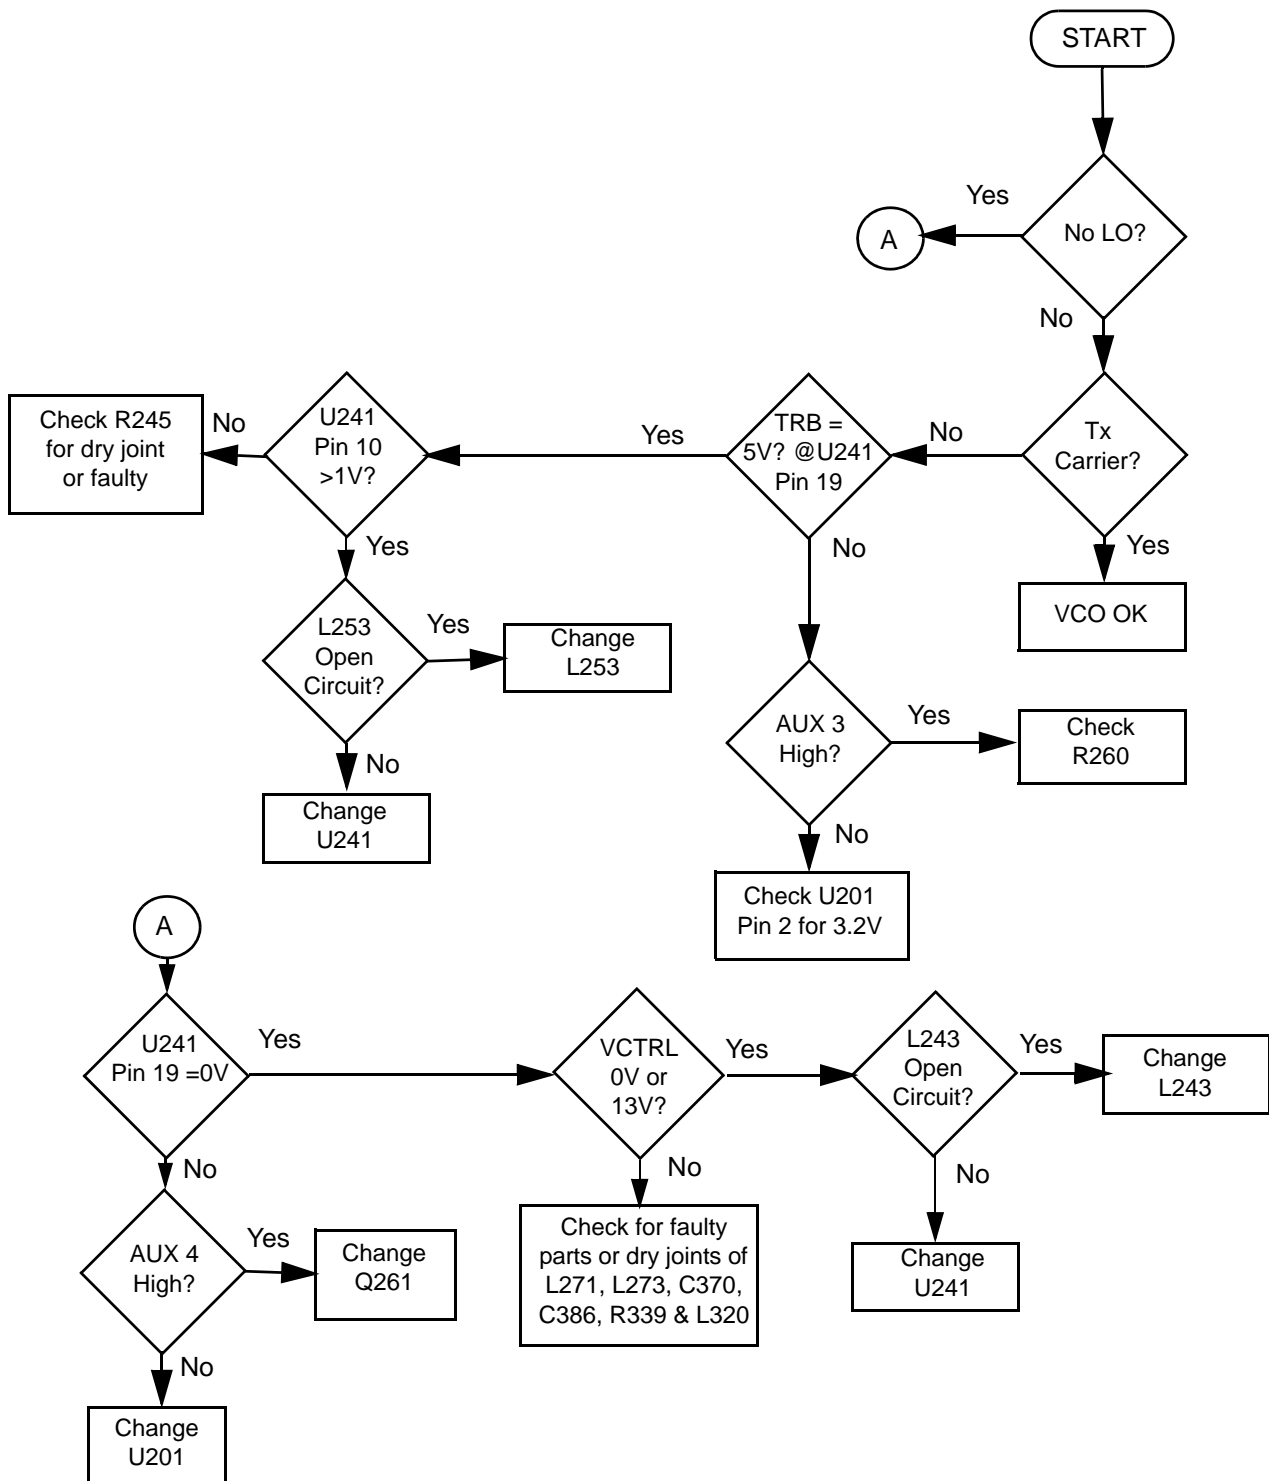 START
Yes
A
No LO?
No
Check R245
for dry joint
or faulty
No
U241
Pin 10
>1V?
Yes
TRB =
5V? @U241
Pin 19
No
Tx
Carrier?
Yes
No
Yes
VCO OK
L253
Open
Circuit?
Yes
Change
L253
AUX 3
High?
Yes
Check
R260
No
Change
U241
No
Check U201
Pin 2 for 3.2V
A
U241
Pin 19 =0V
Yes
VCTRL
0V or
13V?
Yes
L243
Open
Circuit?
Yes
Change
L243
No
No
No
AUX 4
High?
Yes
Change
Q261
Check for faulty
parts or dry joints of
L271, L273, C370,
C386, R339 & L320
Change
U241
No
Change
U201